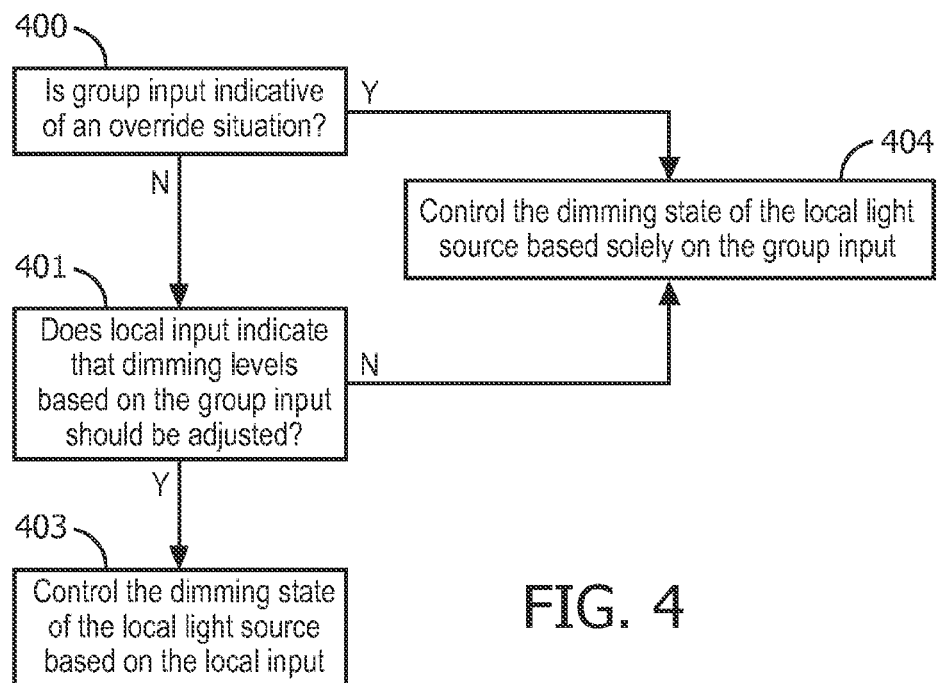 400
Is group input indicative
of an override situation?
Y
N
404
Control the dimming state of the local light
source based solely on the group input
401
Does local input indicate
that dimming levels
based on the group input
should be adjusted?
N
Y
403
Control the dimming state
of the local light source
based on the local input
FIG. 4